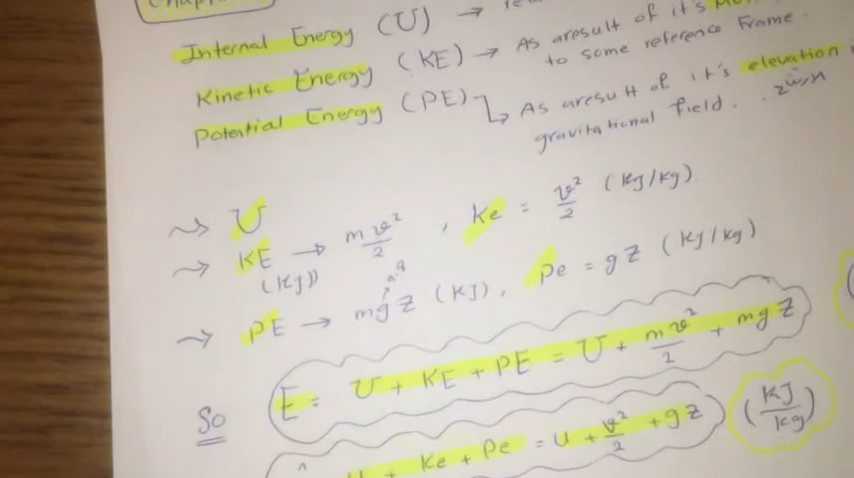 Internal Energy (U) →
Kinetic Energy (KE) → As aresult of it's
to some reference Frame.
Potential Energy (PE) ↳ As aresult of it's elevation
gravitational field.
⤳ U
⤳ KE → mv²/2 , Ke = v²/2 (KJ/kg).
(KJ))
⤳ PE → mgz (KJ), Pe = gz (KJ/kg)
So E = U + KE + PE = U + mv²/2 + mgz
U + Ke + Pe = U + v²/2 + gz (KJ/kg)